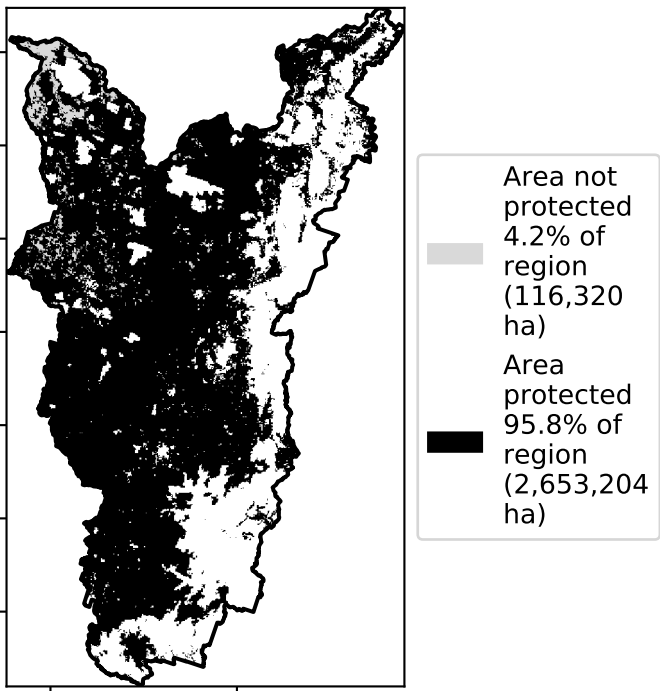 Area not
protected
4.2% of
region
(116,320
ha)
Area
protected
95.8% of
region
(2,653,204
ha)